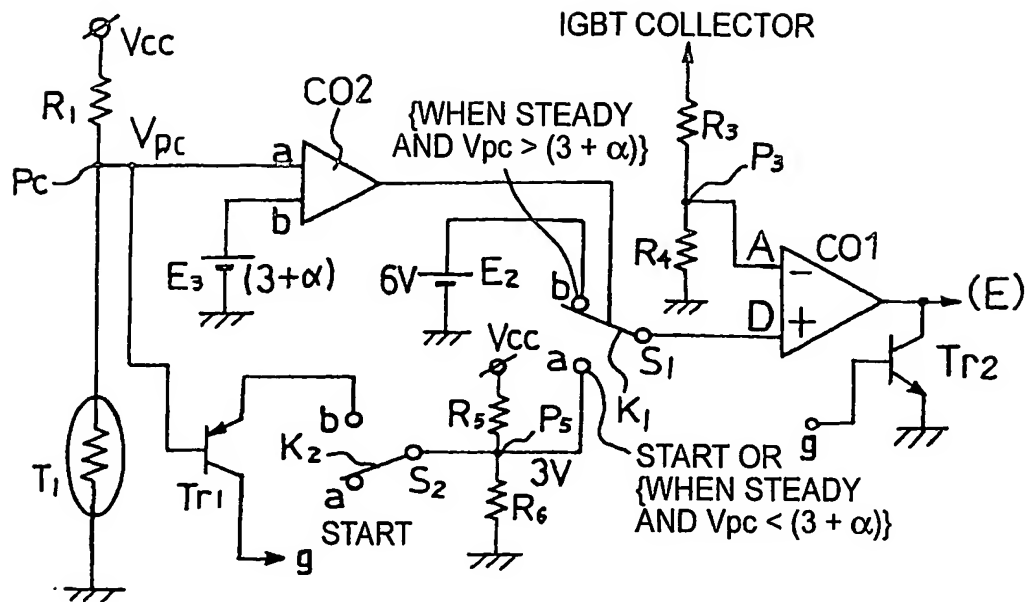 IGBT COLLECTOR
Vcc
CO2
R1
{WHEN STEADY
AND Vpc > (3 + α)}
R3
Vpc
a
Pc
P3
b
R4
A
CO1
E3
(3+α)
6V
E2
b
−
(E)
D
+
S1
Vcc
a
K1
Tr2
b
R5
P5
K2
g
START OR
{WHEN STEADY
AND Vpc < (3 + α)}
T1
Tr1
a
S2
3V
R6
START
g